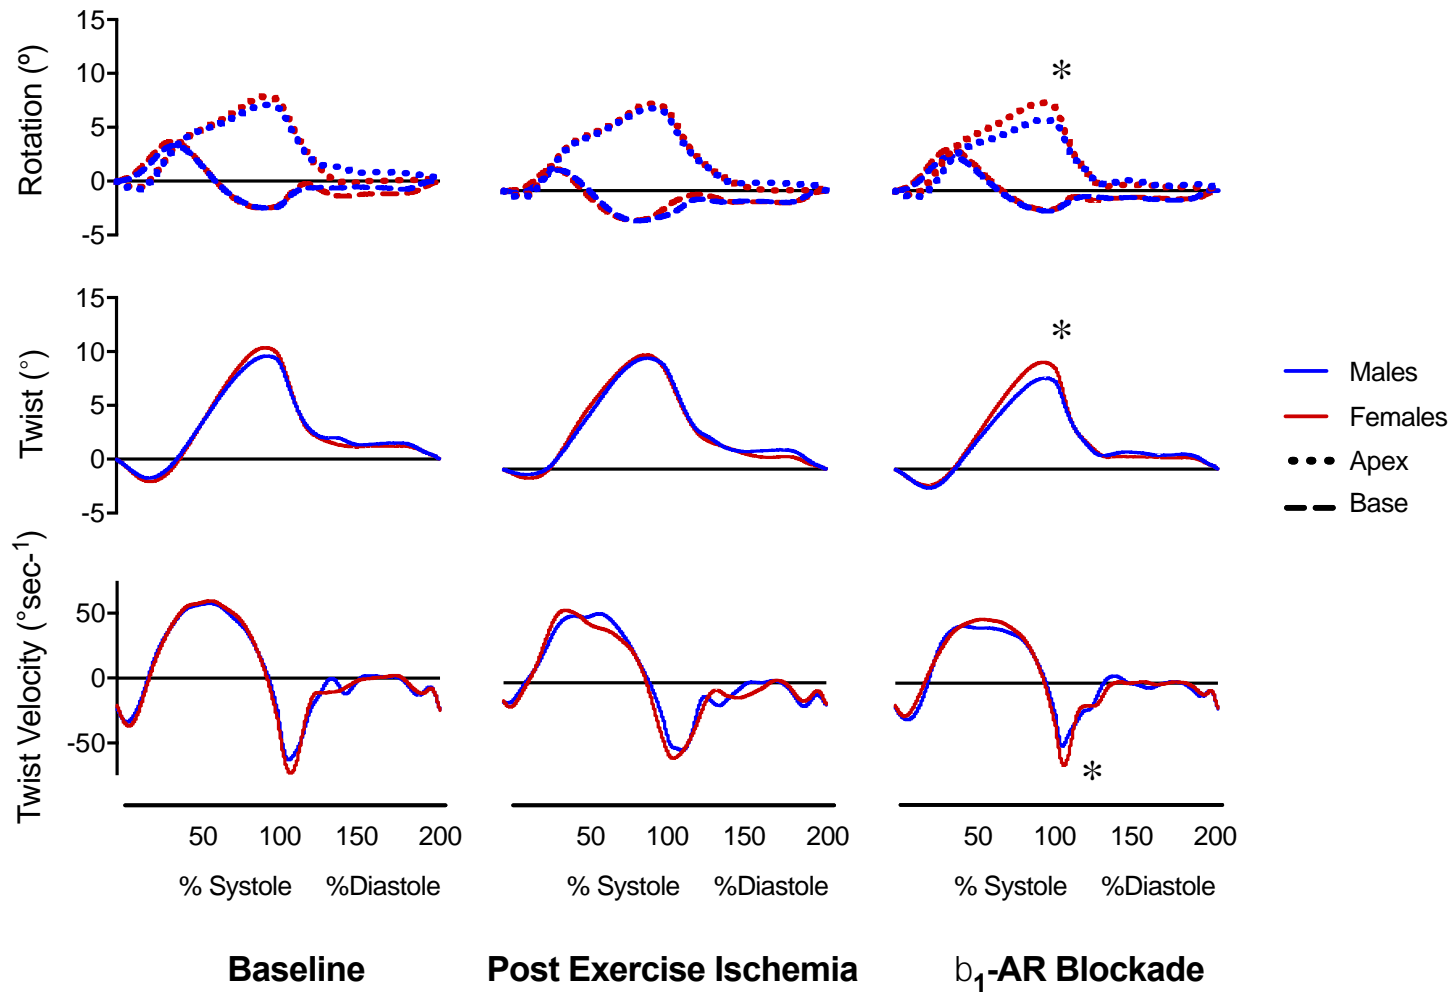 Rotation (º)
15
10
5
0
-5
*
Twist (°)
15
10
5
0
-5
*
Males
Females
Apex
Base
Twist Velocity (°sec-1)
50
0
-50
*
50 100 150 200 50 100 150 200 50 100 150 200
% Systole %Diastole % Systole %Diastole % Systole %Diastole
Baseline Post Exercise Ischemia b1-AR Blockade